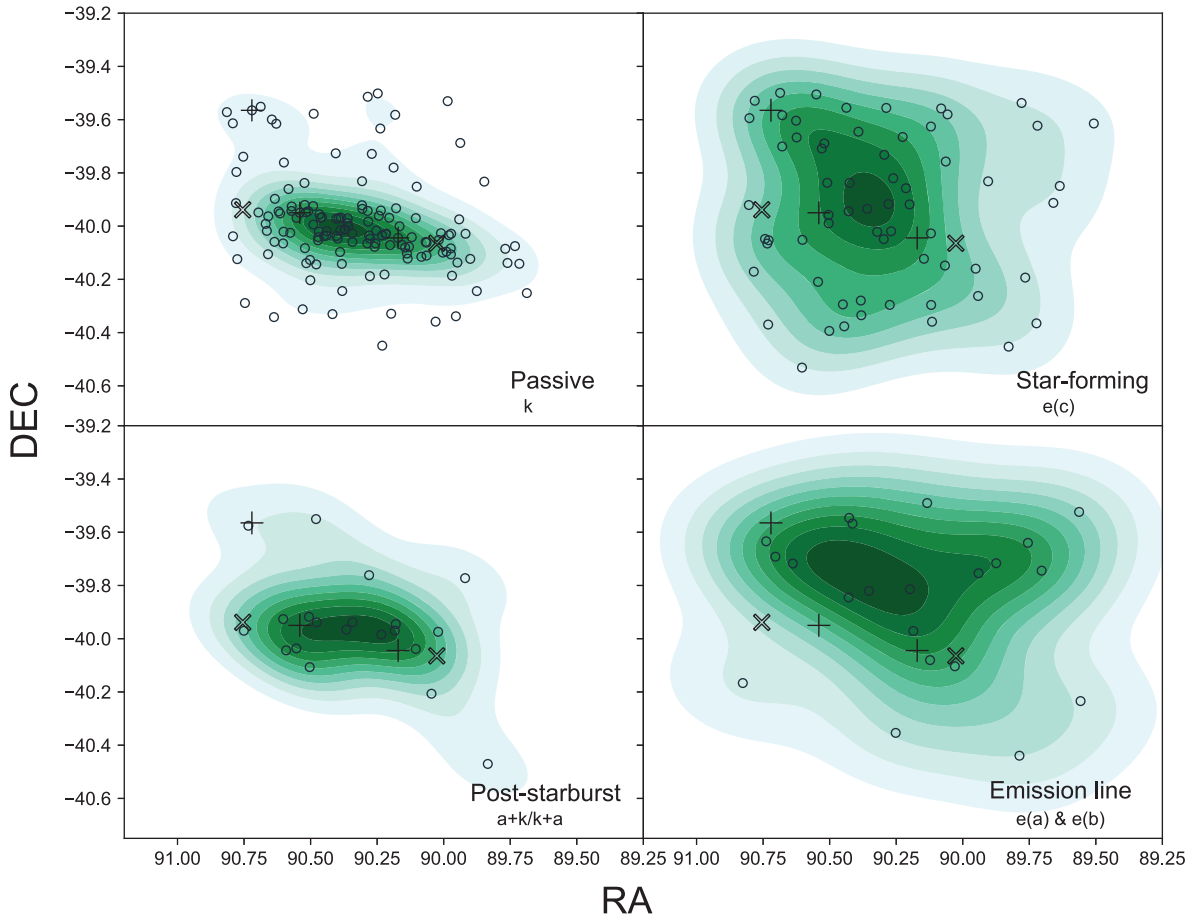 −39.2
−39.4
−39.6
−39.8
−40.0
−40.2
−40.4
−40.6
Passive
k
Star-forming
e(c)
DEC
−39.2
−39.4
−39.6
−39.8
−40.0
−40.2
−40.4
−40.6
Post-starburst
a+k/k+a
Emission line
e(a) & e(b)
91.00 90.75 90.50 90.25 90.00 89.75 89.50 89.25
91.00 90.75 90.50 90.25 90.00 89.75 89.50 89.25
RA